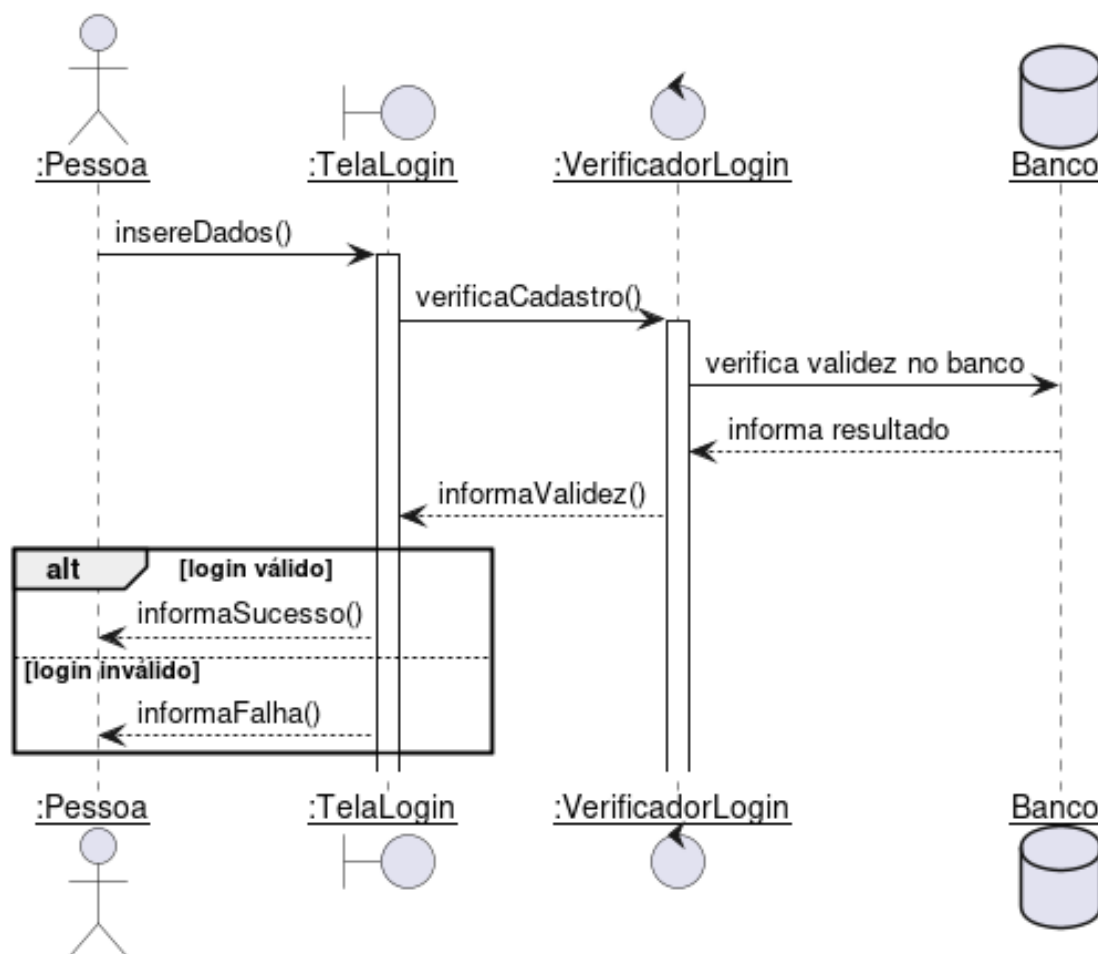 :Pessoa
:TelaLogin
:VerificadorLogin
Banco
insereDados()
verificaCadastro()
verifica validez no banco
informa resultado
informaValidez()
alt
[login válido]
informaSucesso()
[login inválido]
informaFalha()
:Pessoa
:TelaLogin
:VerificadorLogin
Banco